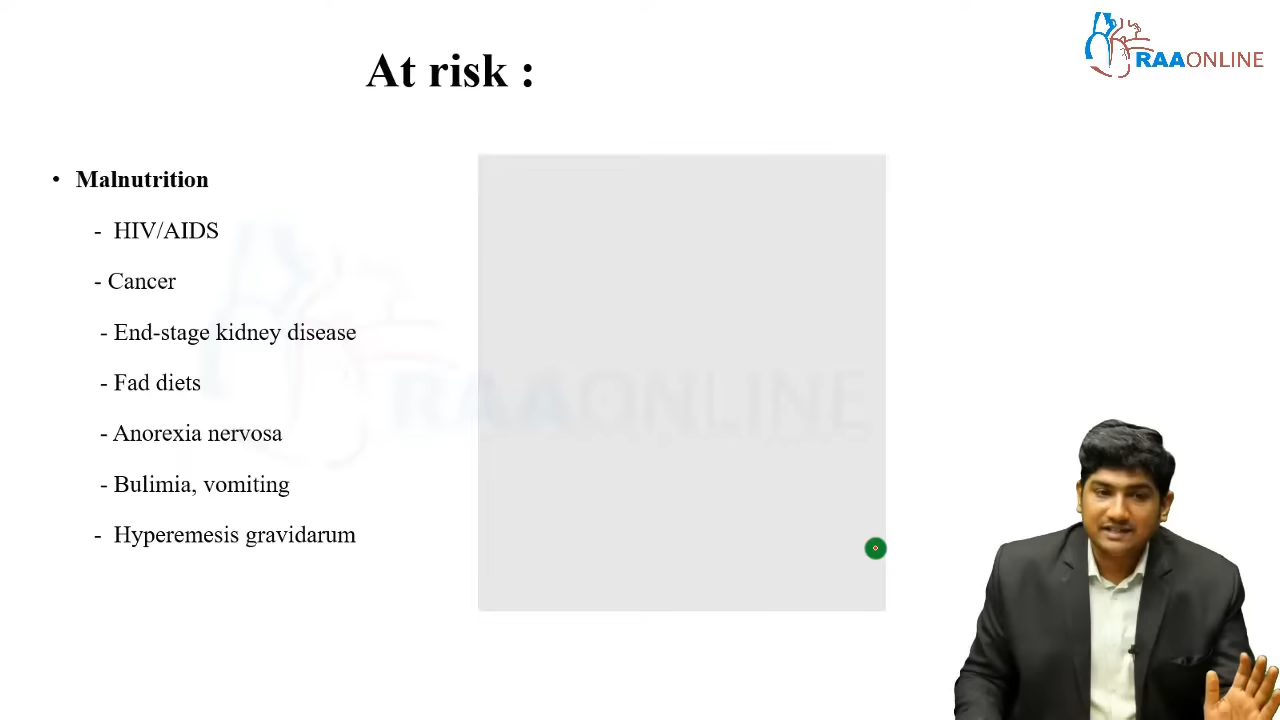 At risk :
RAAONLINE
• Malnutrition
- HIV/AIDS
- Cancer
- End-stage kidney disease
- Fad diets
- Anorexia nervosa
- Bulimia, vomiting
- Hyperemesis gravidarum
RAAONLINE